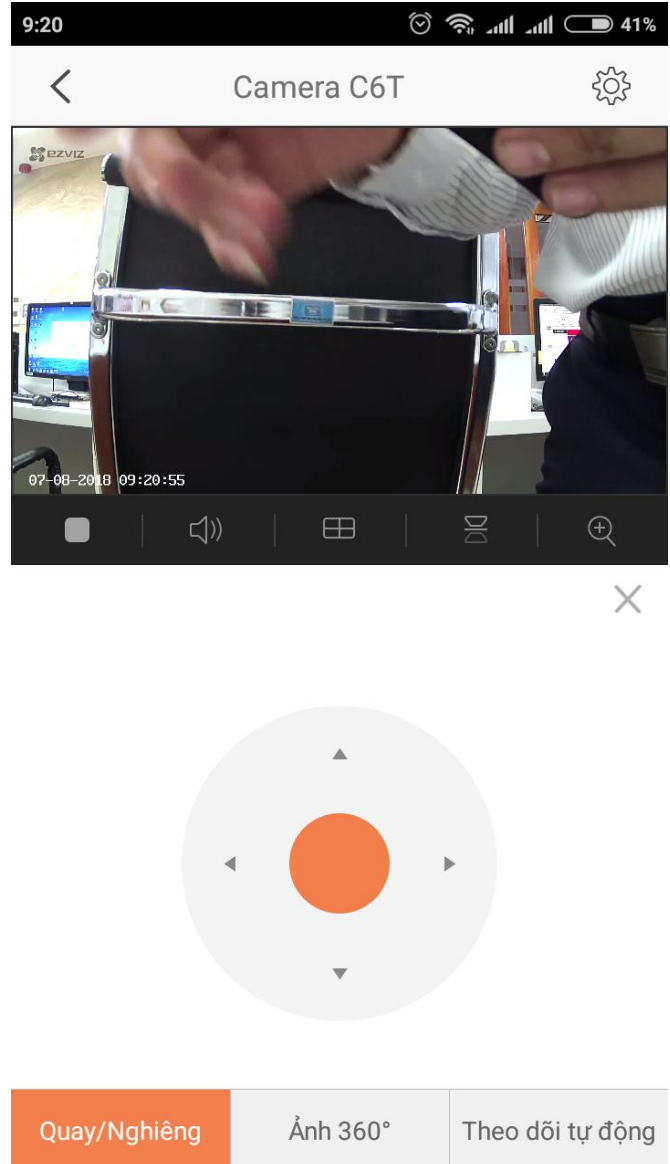 9:20 41%
Camera C6T
ezviz
07-08-2018 09:20:55
Quay/Nghiêng Ảnh 360° Theo dõi tự động